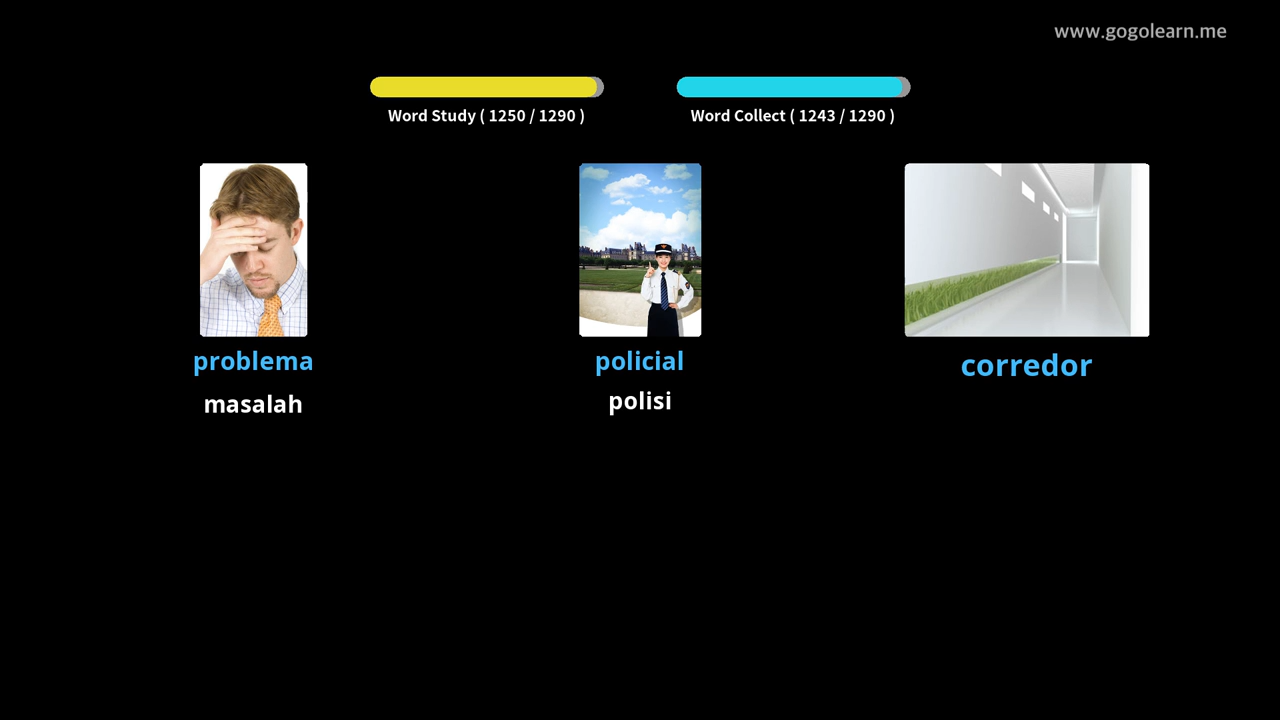 www.gogolearn.me
Word Study ( 1250 / 1290 )
Word Collect ( 1243 / 1290 )
problema
masalah
policial
polisi
corredor